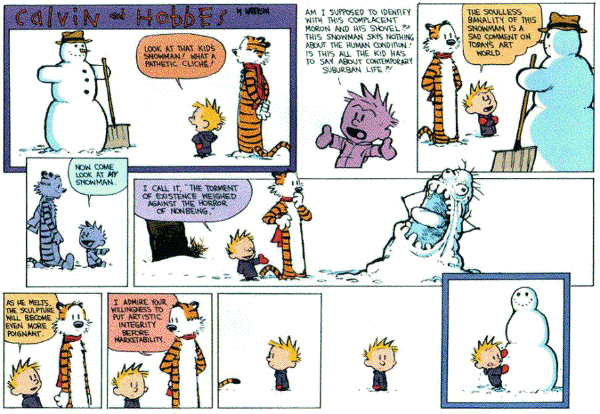 Calvin and HobbEs by WATTERSON
LOOK AT THAT KID'S
SNOWMAN! WHAT A
PATHETIC CLICHÉ!
AM I SUPPOSED TO IDENTIFY
WITH THIS COMPLACENT
MORON AND HIS SHOVEL?!?
THIS SNOWMAN SAYS NOTHING
ABOUT THE HUMAN CONDITION!
IS THIS ALL THE KID HAS
TO SAY ABOUT CONTEMPORARY
SUBURBAN LIFE?!
THE SOULLESS
BANALITY OF THIS
SNOWMAN IS A
SAD COMMENT ON
TODAY'S ART
WORLD.
NOW COME
LOOK AT MY
SNOWMAN.
I CALL IT, "THE TORMENT
OF EXISTENCE WEIGHED
AGAINST THE HORROR
OF NONBEING."
AS HE MELTS,
THE SCULPTURE
WILL BECOME
EVEN MORE
POIGNANT.
I ADMIRE YOUR
WILLINGNESS TO
PUT ARTISTIC
INTEGRITY
BEFORE
MARKETABILITY.